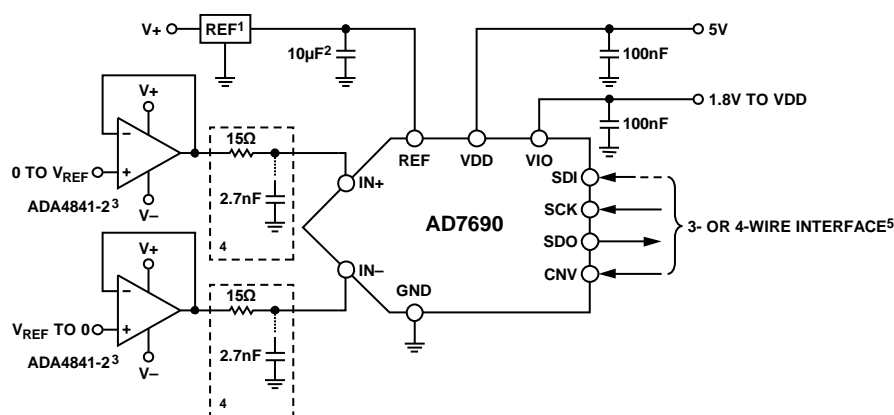 V+
REF1
10µF2
5V
100nF
1.8V TO VDD
100nF
V+
15Ω
REF
VDD
VIO
0 TO VREF
2.7nF
IN+
SDI
ADA4841-23
V–
SCK
4
AD7690
3- OR 4-WIRE INTERFACE5
SDO
V+
IN–
CNV
15Ω
GND
VREF TO 0
2.7nF
ADA4841-23
V–
4